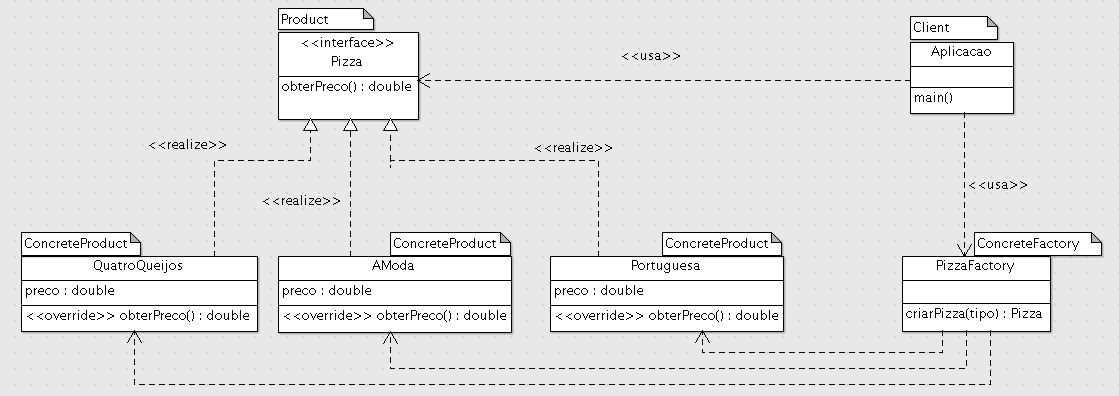 Product
<<interface>>
Pizza
obterPreco() : double
<<usa>>
Client
Aplicacao
main()
<<realize>>
<<realize>>
<<realize>>
<<usa>>
ConcreteProduct
QuatroQueijos
preco : double
<<override>> obterPreco() : double
ConcreteProduct
AModa
preco : double
<<override>> obterPreco() : double
ConcreteProduct
Portuguesa
preco : double
<<override>> obterPreco() : double
ConcreteFactory
PizzaFactory
criarPizza(tipo) : Pizza